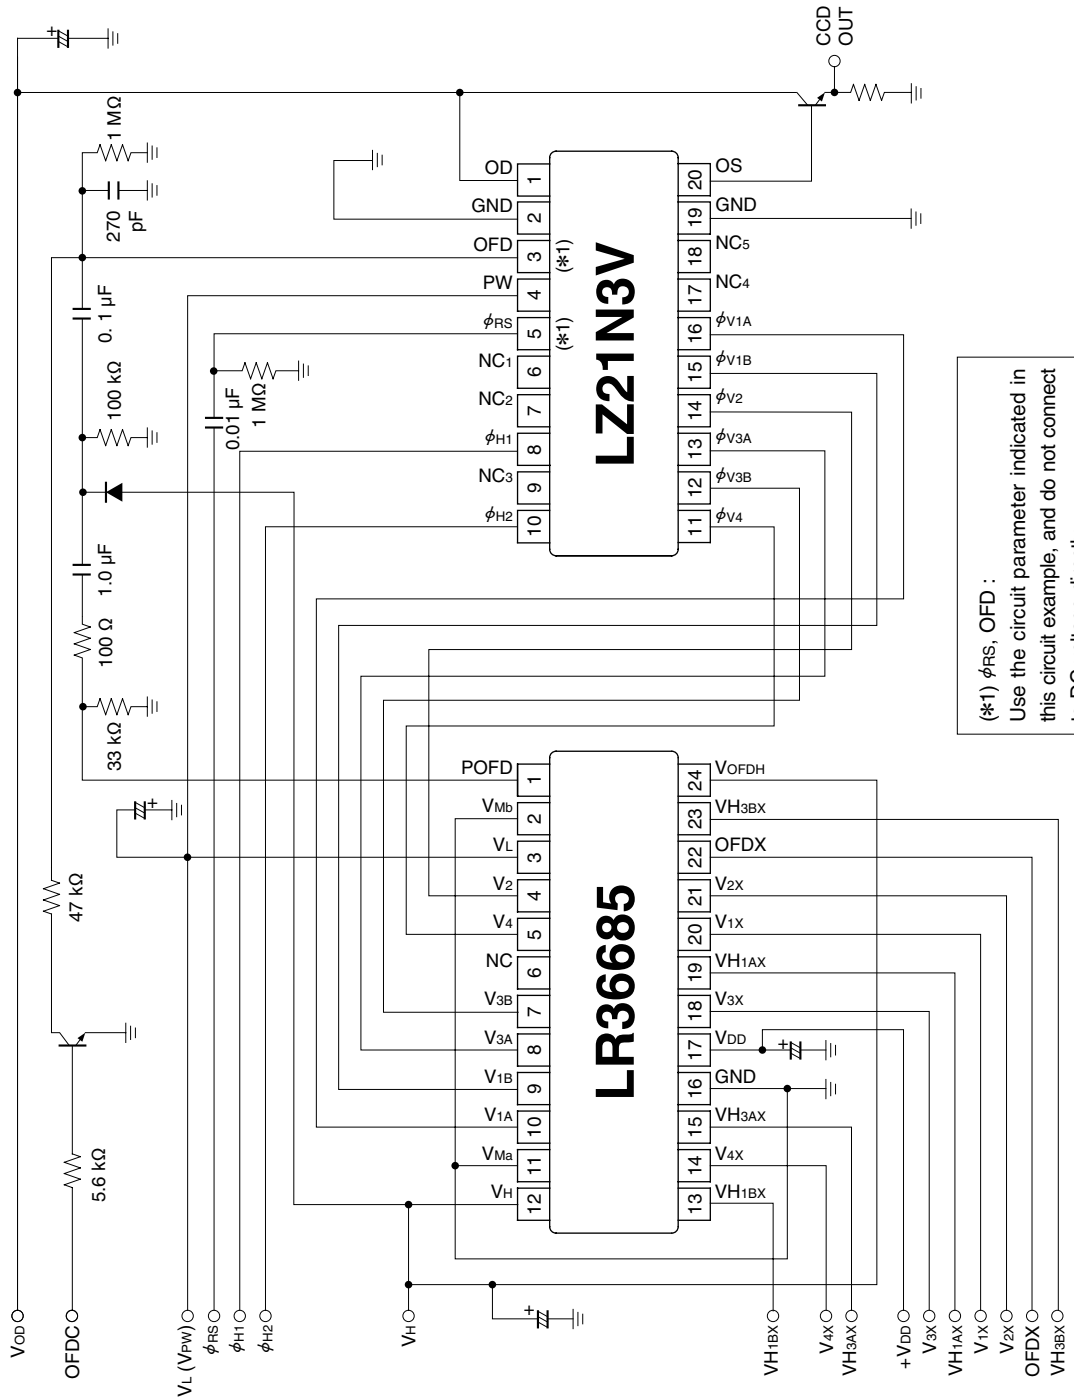 VOD
OFDC
VL (VPW)
ϕRS
ϕH1
ϕH2
VH
VH1BX
V4X
VH3AX
+VDD
V3X
VH1AX
V1X
V2X
OFDX
VH3BX
5.6 kΩ
47 kΩ
33 kΩ
100 Ω
1.0 µF
100 kΩ
0. 1 µF
270
pF
1 MΩ
0.01 µF
1 MΩ
+
+
+
+
LR36685
VH
12
VMa
11
V1A
10
V1B
9
V3A
8
V3B
7
NC
6
V4
5
V2
4
VL
3
VMb
2
POFD
1
13
VH1BX
14
V4X
15
VH3AX
16
GND
17
VDD
18
V3X
19
VH1AX
20
V1X
21
V2X
22
OFDX
23
VH3BX
24
VOFDH
LZ21N3V
ϕH2
10
NC3
9
ϕH1
8
NC2
7
NC1
6
ϕRS
5
(*1)
PW
4
OFD
3
(*1)
GND
2
OD
1
11
ϕV4
12
ϕV3B
13
ϕV3A
14
ϕV2
15
ϕV1B
16
ϕV1A
17
NC4
18
NC5
19
GND
20
OS
CCD
OUT
(*1) ϕRS, OFD :
Use the circuit parameter indicated in
this circuit example, and do not connect